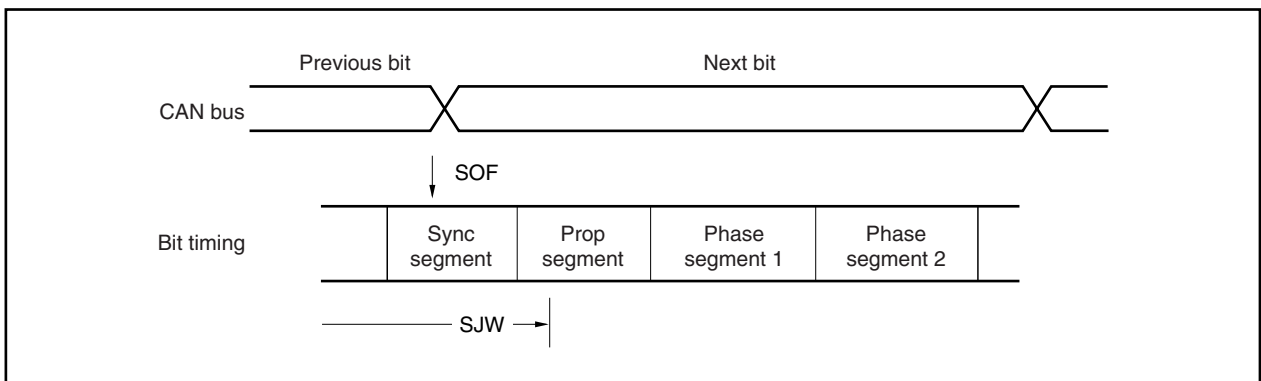 Previous bit
Next bit
CAN bus
SOF
Bit timing
Sync
segment
Prop
segment
Phase
segment 1
Phase
segment 2
SJW